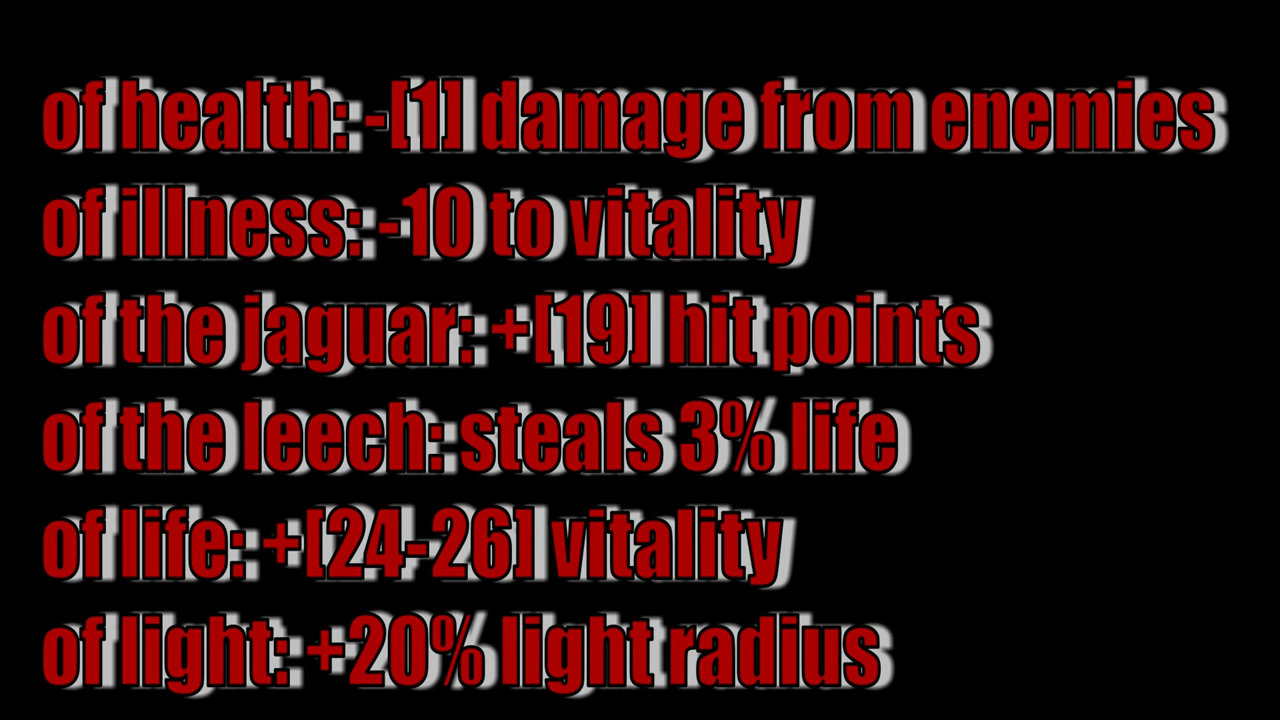 of health: -[1] damage from enemies
of illness: -10 to vitality
of the jaguar: +[19] hit points
of the leech: steals 3% life
of life: +[24-26] vitality
of light: +20% light radius